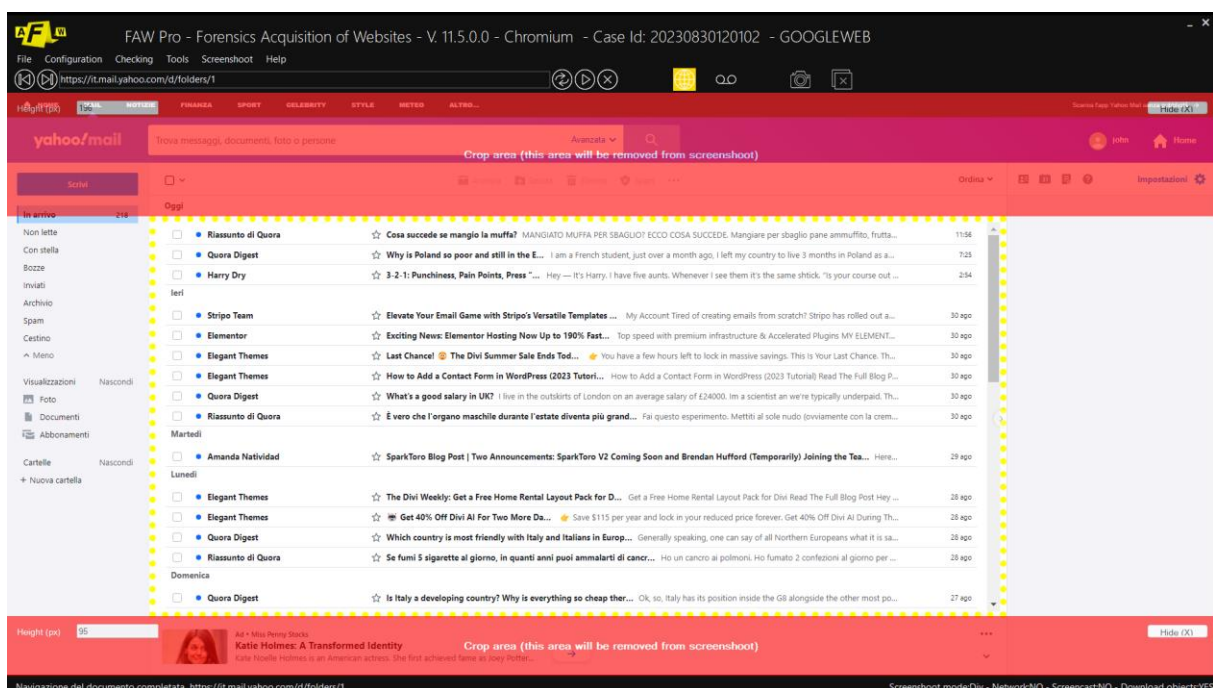 FAW
FAW Pro - Forensics Acquisition of Websites - V. 11.5.0.0 - Chromium - Case Id: 20230830120102 - GOOGLEWEB
File Configuration Checking Tools Screenshoot Help
https://it.mail.yahoo.com/d/folders/1
Height (px) NOTIZIE FINANZA SPORT CELEBRITY STYLE METEO ALTRO... Hide (X)
yahoo!mail Trova messaggi, documenti, foto o persone Avanzata john Home
Crop area (this area will be removed from screenshoot)
Scrivi Ordina Impostazioni
Oggi
In arrivo 218
Non lette
Con stella
Bozze
Inviati
Archivio
Spam
Cestino
Meno
Visualizzazioni Nascondi
Foto
Documenti
Abbonamenti
Cartelle Nascondi
+ Nuova cartella
Riassunto di Quora Cosa succede se mangio la muffa? MANGIATO MUFFA PER SBAGLIO? ECCO COSA SUCCEDE. Mangiare per sbaglio pane ammuffito, frutta... 11:56
Quora Digest Why is Poland so poor and still in the E... I am a French student, just over a month ago, I left my country to live 3 months in Poland as a... 7:25
Harry Dry 3-2-1: Punchiness, Pain Points, Press "... Hey — It's Harry. I have five aunts. Whenever I see them it's the same shtick. "Is your course out ... 2:54
Ieri
Stripo Team Elevate Your Email Game with Stripo's Versatile Templates ... My Account Tired of creating emails from scratch? Stripo has rolled out a... 30 ago
Elementor Exciting News: Elementor Hosting Now Up to 190% Fast... Top speed with premium infrastructure & Accelerated Plugins MY ELEMENT... 30 ago
Elegant Themes Last Chance! The Divi Summer Sale Ends Tod... You have a few hours left to lock in massive savings. This Is Your Last Chance. Th... 30 ago
Elegant Themes How to Add a Contact Form in WordPress (2023 Tutori... How to Add a Contact Form in WordPress (2023 Tutorial) Read The Full Blog P... 30 ago
Quora Digest What's a good salary in UK? I live in the outskirts of London on an average salary of £24000. Im a scientist an we're typically underpaid. Th... 30 ago
Riassunto di Quora È vero che l'organo maschile durante l'estate diventa più grand... Fai questo esperimento. Mettiti al sole nudo (ovviamente con la crem... 30 ago
Martedì
Amanda Natividad SparkToro Blog Post | Two Announcements: SparkToro V2 Coming Soon and Brendan Hufford (Temporarily) Joining the Tea... Here... 29 ago
Lunedì
Elegant Themes The Divi Weekly: Get a Free Home Rental Layout Pack for D... Get a Free Home Rental Layout Pack for Divi Read The Full Blog Post Hey ... 28 ago
Elegant Themes Get 40% Off Divi AI For Two More Da... Save $115 per year and lock in your reduced price forever. Get 40% Off Divi AI During Th... 28 ago
Quora Digest Which country is most friendly with Italy and Italians in Europ... Generally speaking, one can say of all Northern Europeans what it is sa... 28 ago
Riassunto di Quora Se fumi 5 sigarette al giorno, in quanti anni puoi ammalarti di cancr... Ho un cancro ai polmoni. Ho fumato 2 confezioni al giorno per ... 28 ago
Domenica
Quora Digest Is Italy a developing country? Why is everything so cheap ther... Ok, so, Italy has its position inside the G8 alongside the other most po... 27 ago
Height (px) 95 Hide (X)
Ad • Miss Penny Stocks
Katie Holmes: A Transformed Identity
Kate Noelle Holmes is an American actress. She first achieved fame as Joey Potter...
Crop area (this area will be removed from screenshoot)
Navigazione del documento completata. https://it.mail.yahoo.com/d/folders/1 Screenshoot mode:Div - Network:NO - Screencast:NO - Download objects:YES